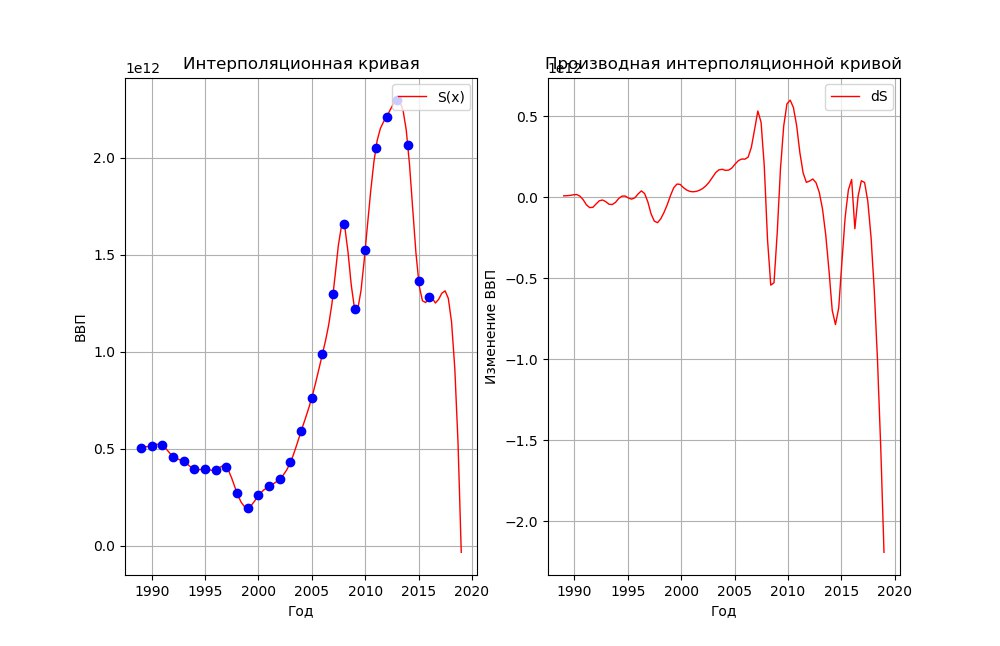 Интерполяционная кривая
1e12
S(x)
2.0
1.5
1.0
0.5
0.0
ВВП
1990 1995 2000 2005 2010 2015 2020
Год
Производная интерполяционной кривой
1e12
dS
0.5
0.0
−0.5
−1.0
−1.5
−2.0
Изменение ВВП
1990 1995 2000 2005 2010 2015 2020
Год